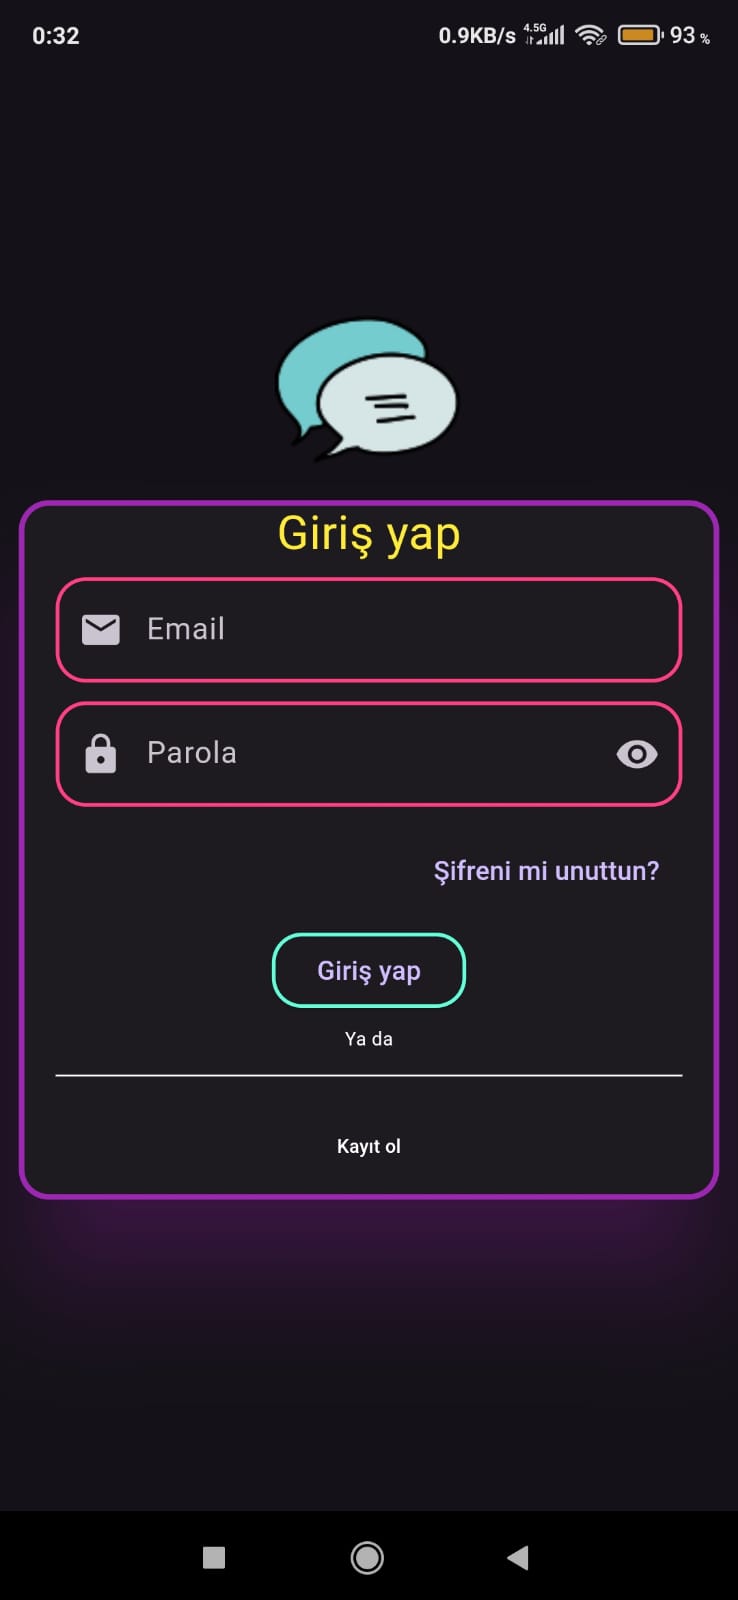 0:32
0.9KB/s 4.5G 93 %
Giriş yap
Email
Parola
Şifreni mi unuttun?
Giriş yap
Ya da
Kayıt ol